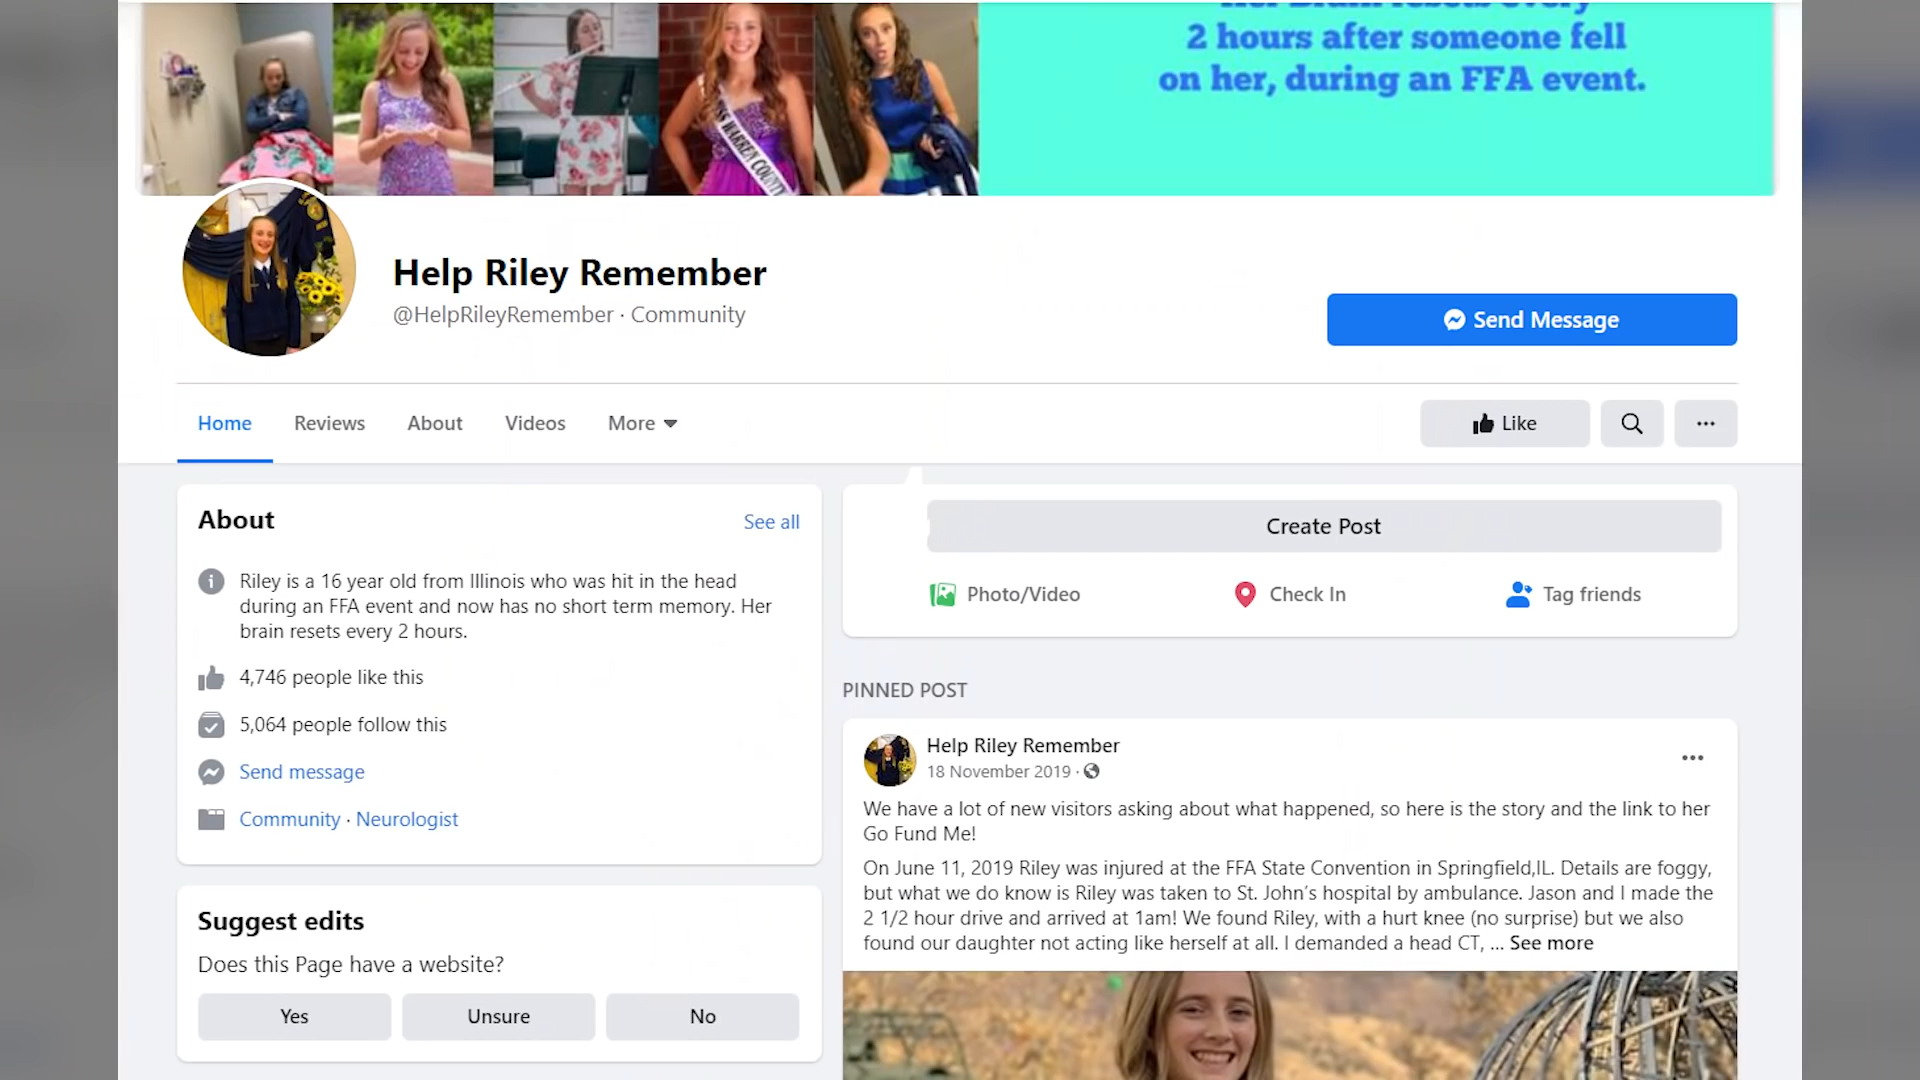 2 hours after someone fell
on her, during an FFA event.
WARREN COUNTY
Help Riley Remember
@HelpRileyRemember · Community
Send Message
Home
Reviews
About
Videos
More
Like
About
See all
Riley is a 16 year old from Illinois who was hit in the head
during an FFA event and now has no short term memory. Her
brain resets every 2 hours.
4,746 people like this
5,064 people follow this
Send message
Community · Neurologist
Suggest edits
Does this Page have a website?
Yes
Unsure
No
Create Post
Photo/Video
Check In
Tag friends
PINNED POST
Help Riley Remember
18 November 2019 ·
We have a lot of new visitors asking about what happened, so here is the story and the link to her
Go Fund Me!
On June 11, 2019 Riley was injured at the FFA State Convention in Springfield,IL. Details are foggy,
but what we do know is Riley was taken to St. John's hospital by ambulance. Jason and I made the
2 1/2 hour drive and arrived at 1am! We found Riley, with a hurt knee (no surprise) but we also
found our daughter not acting like herself at all. I demanded a head CT, ... See more